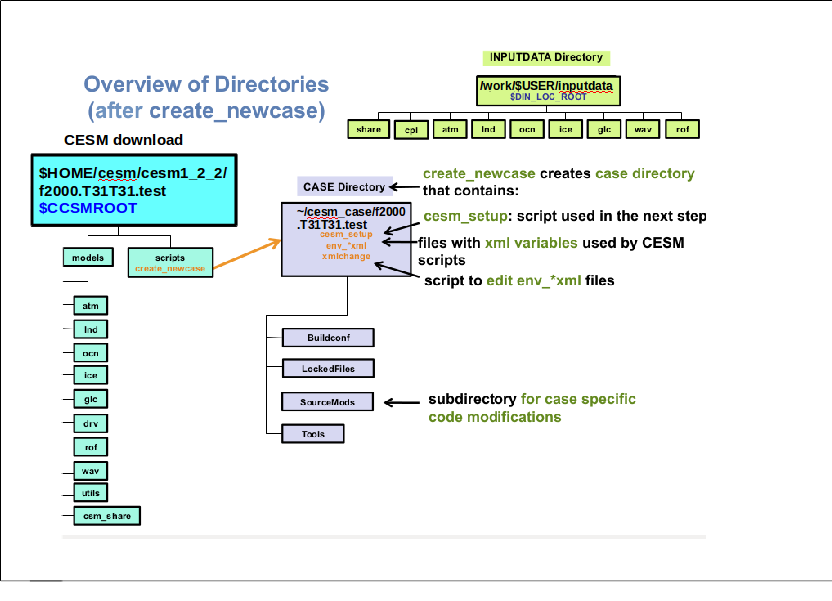 INPUTDATA Directory
/work/$USER/inputdata
$DIN_LOC_ROOT
share cpl atm lnd ocn ice glc wav rof
Overview of Directories
(after create_newcase)
CESM download
$HOME/cesm/cesm1_2_2/
f2000.T31T31.test
$CCSMROOT
models
scripts
create_newcase
atm
lnd
ocn
ice
glc
drv
rof
wav
utils
csm_share
CASE Directory
~/cesm_case/f2000
.T31T31.test
cesm_setup
env_*xml
xmlchange
create_newcase creates case directory
that contains:
cesm_setup: script used in the next step
files with xml variables used by CESM
scripts
script to edit env_*xml files
Buildconf
LockedFiles
SourceMods
Tools
subdirectory for case specific
code modifications